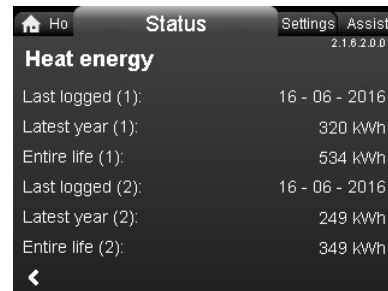 Ho Status Settings Assist
2.1.6.2.0.0
Heat energy
Last logged (1): 16 - 06 - 2016
Latest year (1): 320 kWh
Entire life (1): 534 kWh
Last logged (2): 16 - 06 - 2016
Latest year (2): 249 kWh
Entire life (2): 349 kWh